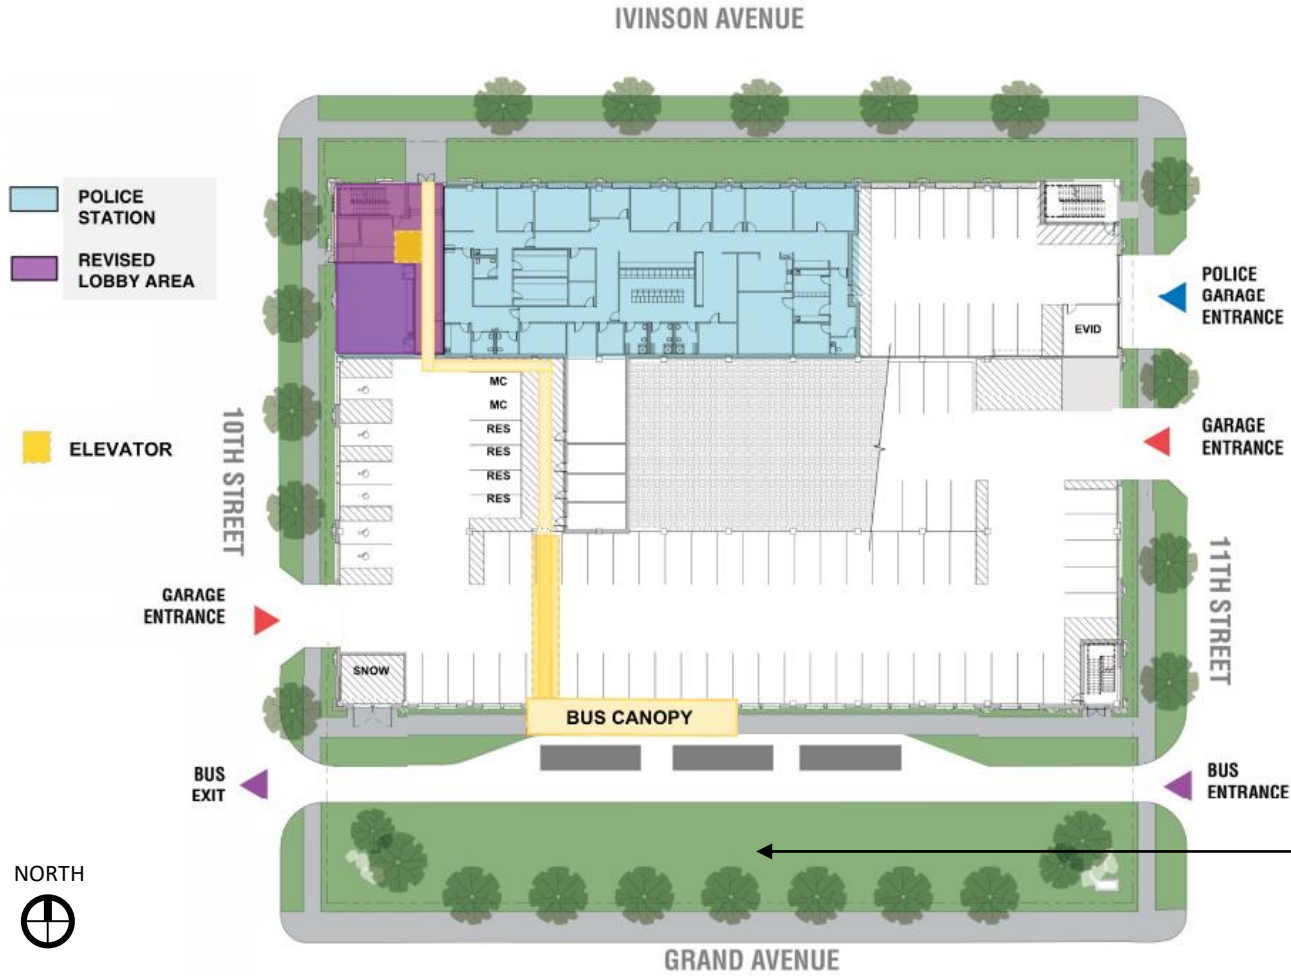 IVINSON AVENUE
POLICE
STATION
REVISED
LOBBY AREA
ELEVATOR
10TH STREET
GARAGE
ENTRANCE
BUS
EXIT
NORTH
MC
MC
RES
RES
RES
RES
SNOW
BUS CANOPY
EVID
POLICE
GARAGE
ENTRANCE
GARAGE
ENTRANCE
11TH STREET
BUS
ENTRANCE
GRAND AVENUE